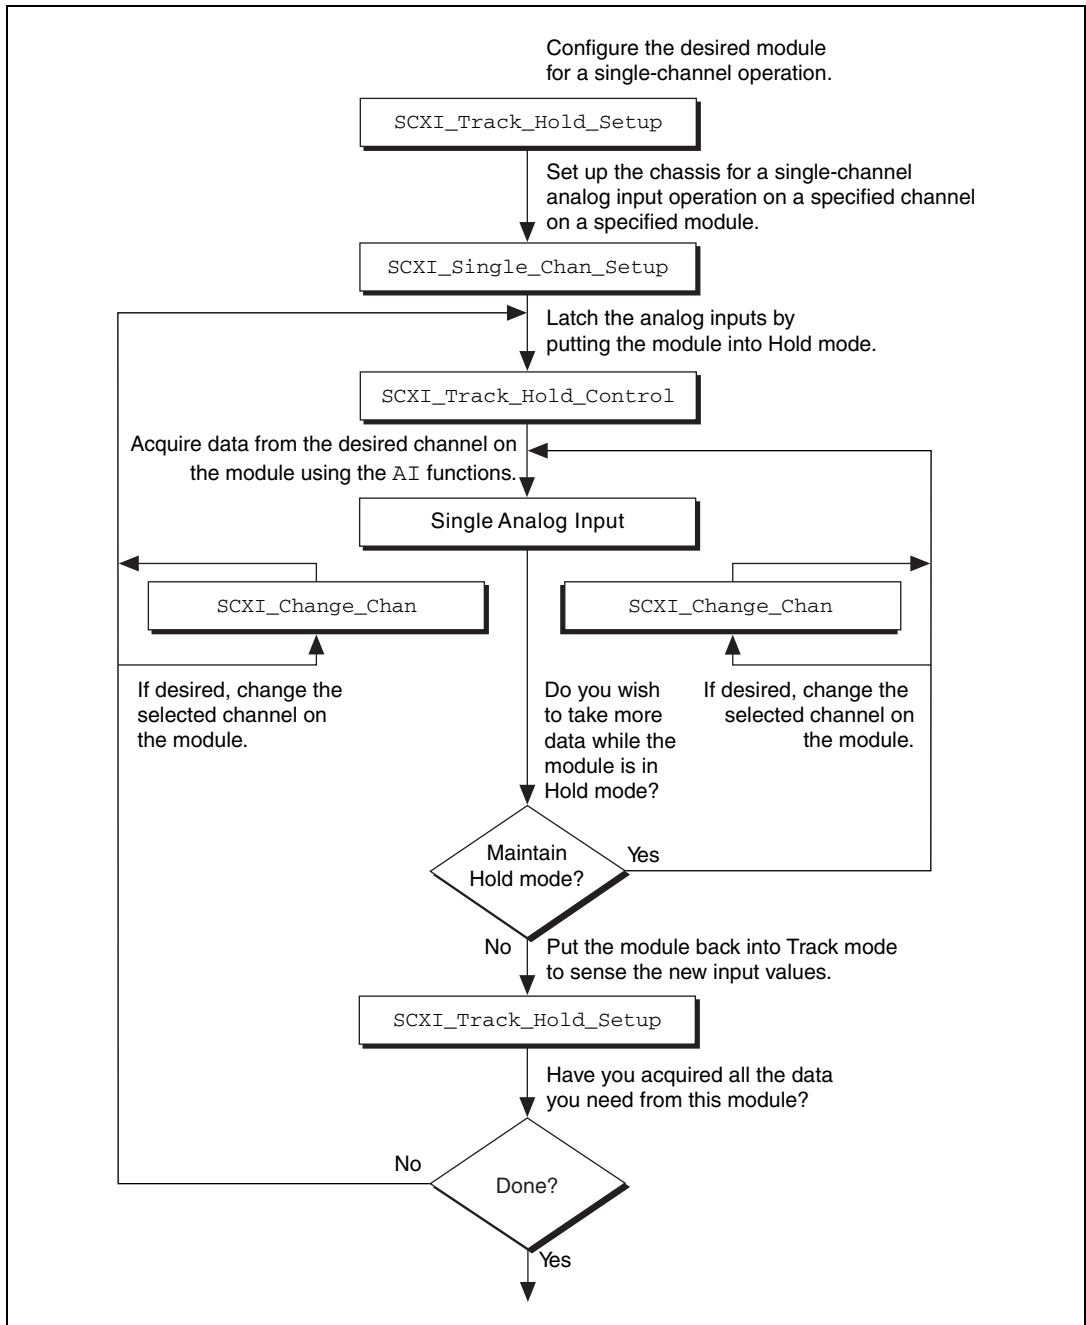 Configure the desired module
for a single-channel operation.
SCXI_Track_Hold_Setup
Set up the chassis for a single-channel
analog input operation on a specified channel
on a specified module.
SCXI_Single_Chan_Setup
Latch the analog inputs by
putting the module into Hold mode.
SCXI_Track_Hold_Control
Acquire data from the desired channel on
the module using the AI functions.
Single Analog Input
SCXI_Change_Chan
SCXI_Change_Chan
If desired, change the
selected channel on
the module.
Do you wish
to take more
data while the
module is in
Hold mode?
If desired, change the
selected channel on
the module.
Maintain
Hold mode?
Yes
No
Put the module back into Track mode
to sense the new input values.
SCXI_Track_Hold_Setup
Have you acquired all the data
you need from this module?
No
Done?
Yes